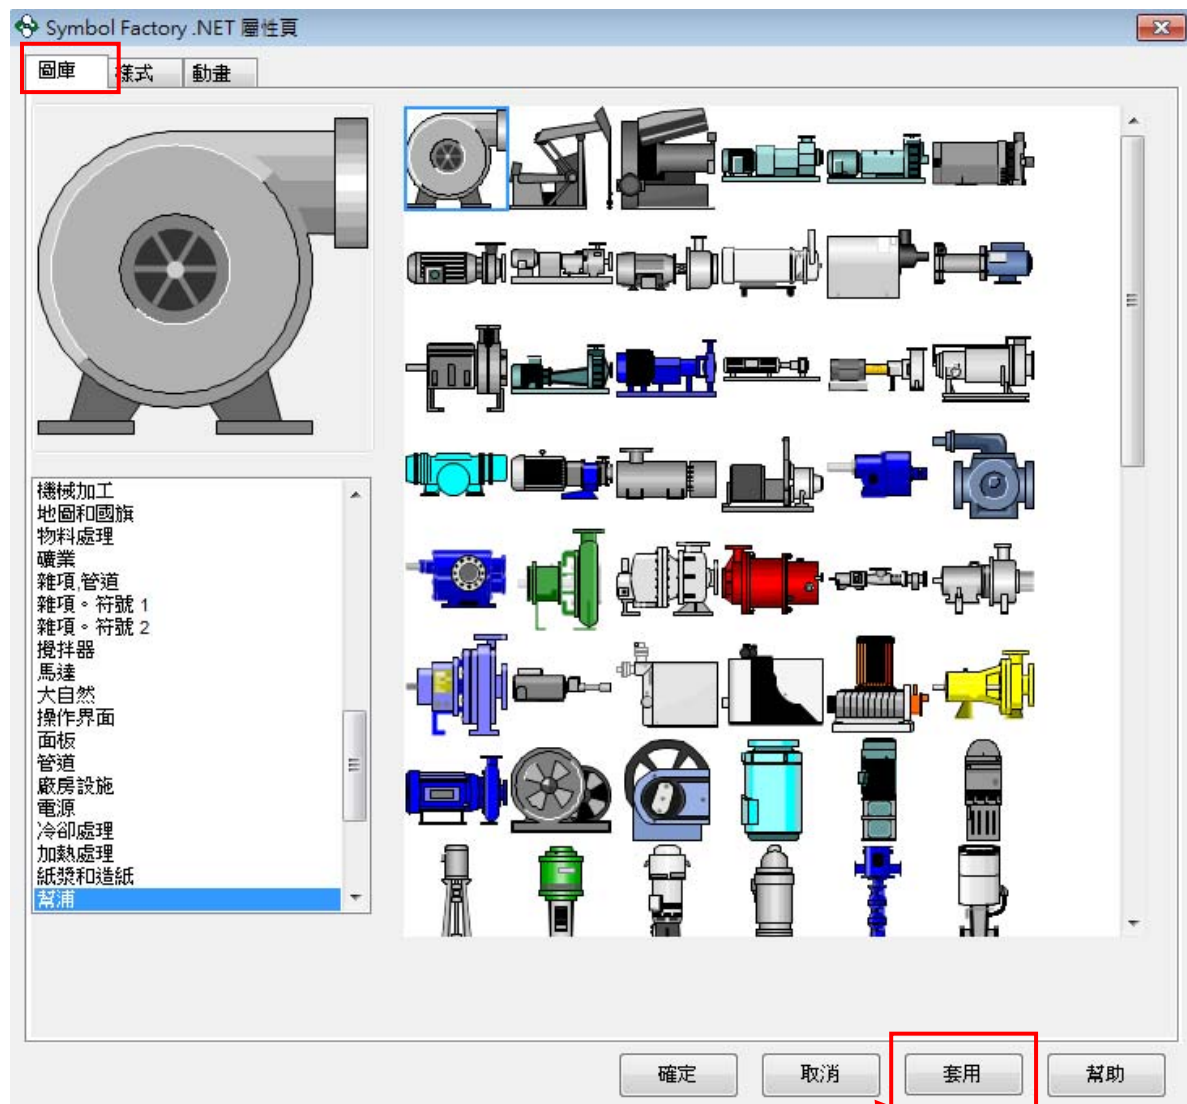 Symbol Factory .NET 屬性頁
圖庫 樣式 動畫
機械加工
地圖和國旗
物料處理
礦業
雜項,管道
雜項。符號 1
雜項。符號 2
攪拌器
馬達
大自然
操作界面
面板
管道
廠房設施
電源
冷卻處理
加熱處理
紙漿和造紙
幫浦
確定 取消 套用 幫助